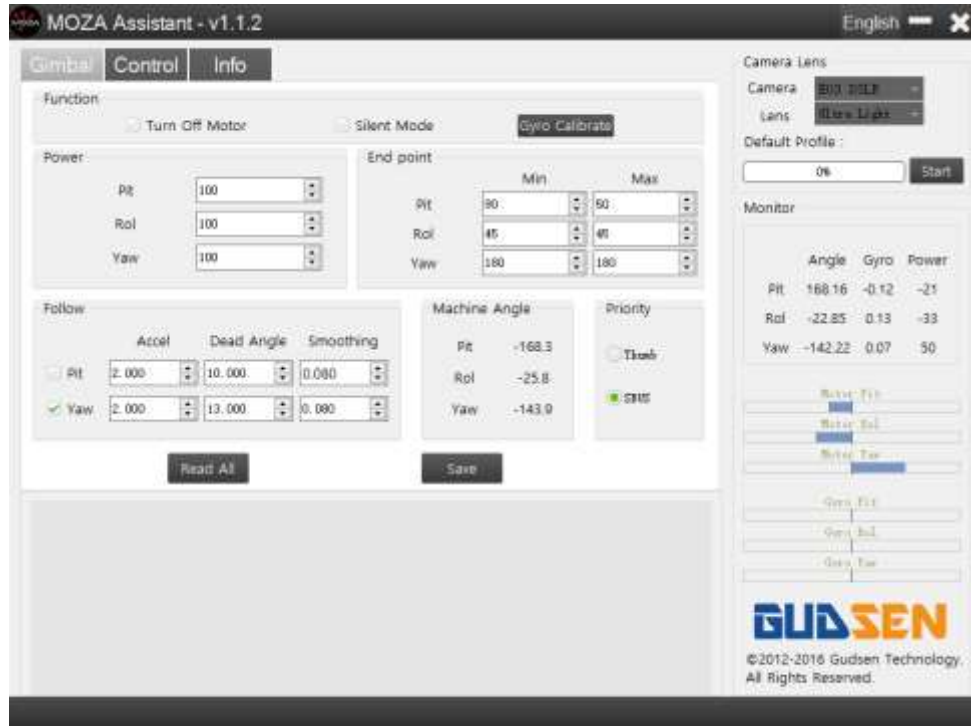 MOZA MOZA Assistant - v1.1.2 English
Gimbal Control Info
Function
Turn Off Motor Silent Mode Gyro Calibrate
Power
Pit 100
Rol 100
Yaw 100
End point
Min Max
Pit 90 50
Rol 45 45
Yaw 180 180
Follow
Accel Dead Angle Smoothing
Pit 2.000 10.000 0.080
Yaw 2.000 13.000 0.080
Machine Angle
Pit -168.3
Rol -25.8
Yaw -143.9
Priority
Thumb
SBUS
Read All Save
Camera Lens
Camera EOS DSLR
Lens Ultra Light
Default Profile :
0% Start
Monitor
Angle Gyro Power
Pit 168.16 -0.12 -21
Rol -22.85 0.13 -33
Yaw -142.22 0.07 50
Motor Pit
Motor Rol
Motor Yaw
Gyro Pit
Gyro Rol
Gyro Yaw
GUDSEN
©2012-2016 Gudsen Technology.
All Rights Reserved.